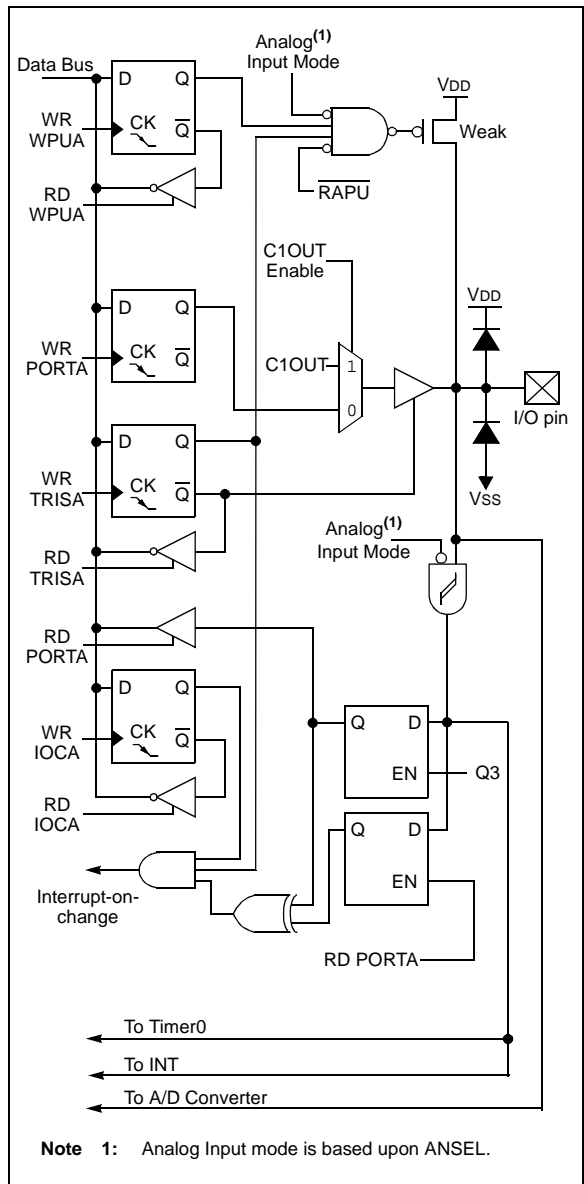 Analog(1)
Input Mode
Data Bus
D Q
VDD
WR
WPUA
CK
Q
Weak
RD
WPUA
RAPU
C1OUT
Enable
VDD
D Q
WR
PORTA
CK
Q
C1OUT
1
0
I/O pin
D Q
WR
TRISA
CK
Q
VSS
Analog(1)
Input Mode
RD
TRISA
RD
PORTA
D Q
WR
IOCA
CK
Q
Q D
EN
Q3
RD
IOCA
Q D
EN
Interrupt-on-
change
RD PORTA
To Timer0
To INT
To A/D Converter
Note 1: Analog Input mode is based upon ANSEL.